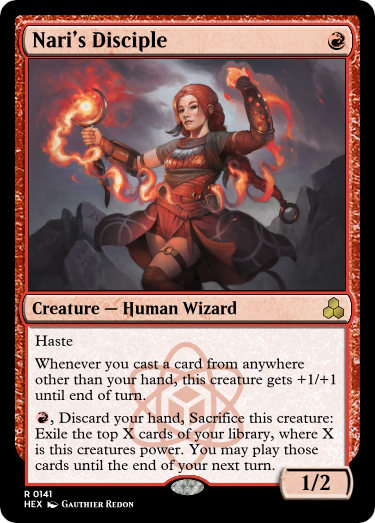 Nari's Disciple
Creature — Human Wizard
Haste
Whenever you cast a card from anywhere
other than your hand, this creature gets +1/+1
until end of turn.
, Discard your hand, Sacrifice this creature:
Exile the top X cards of your library, where X
is this creatures power. You may play those
cards until the end of your next turn.
1/2
R 0141
HEX Gauthier Redon